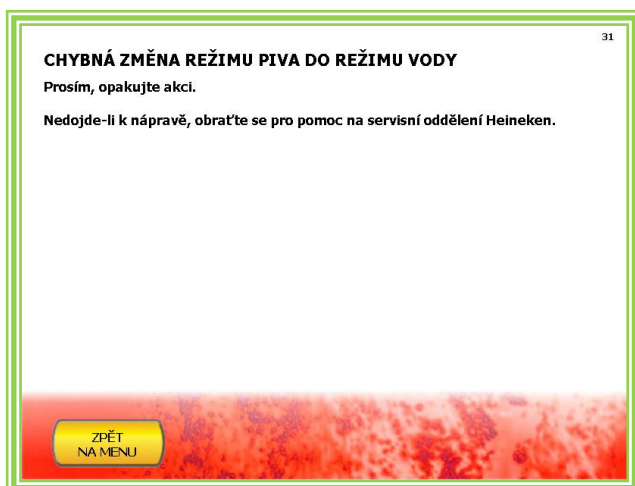 31
CHYBNÁ ZMĚNA REŽIMU PIVA DO REŽIMU VODY
Prosím, opakujte akci.
Nedojde-li k nápravě, obraťte se pro pomoc na servisní oddělení Heineken.
ZPĚT
NA MENU